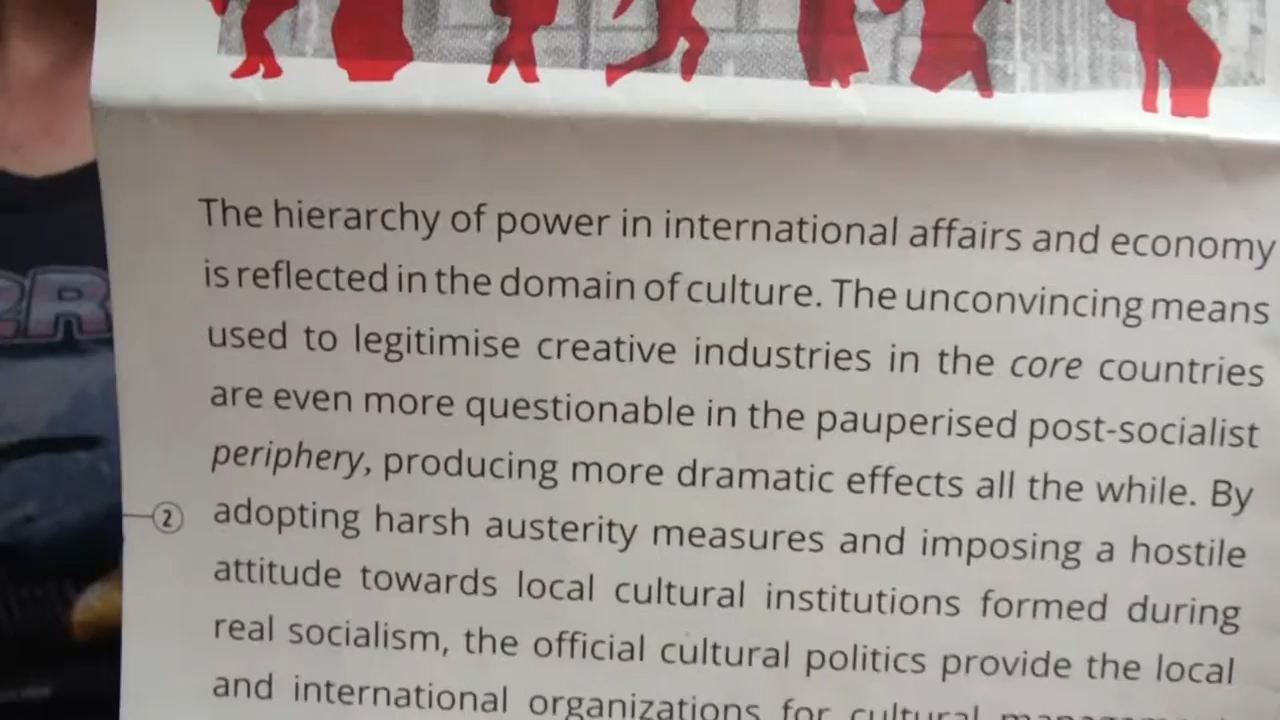 The hierarchy of power in international affairs and economy
is reflected in the domain of culture. The unconvincing means
used to legitimise creative industries in the core countries
are even more questionable in the pauperised post-socialist
periphery, producing more dramatic effects all the while. By
2 adopting harsh austerity measures and imposing a hostile
attitude towards local cultural institutions formed during
real socialism, the official cultural politics provide the local
and international organizations for cultural